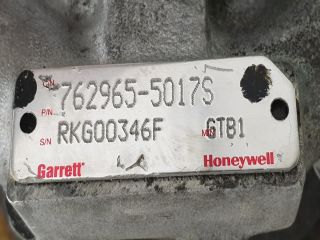 P/N 762965-5017S
S/N RKG00346F M/N GTB1
Garrett Honeywell